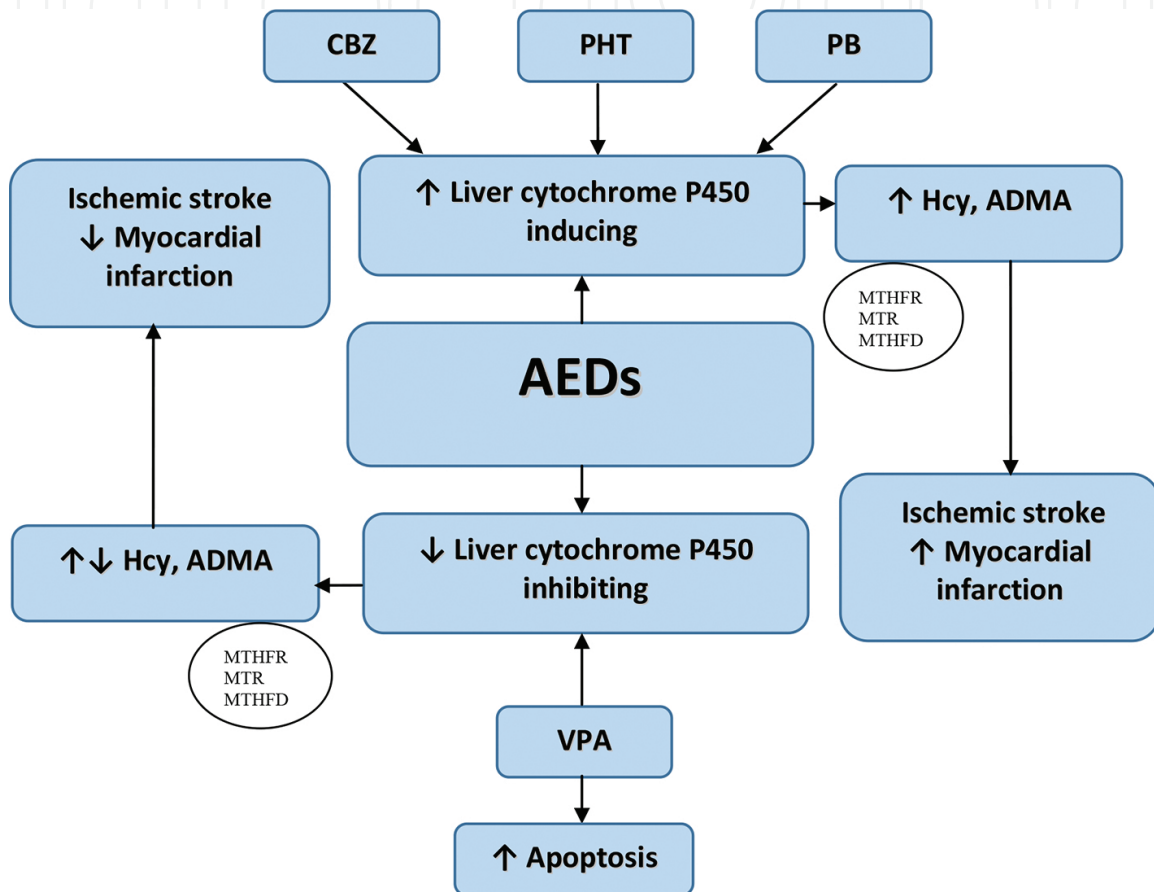 CBZ
PHT
PB
↑ Liver cytochrome P450
inducing
↑ Hcy, ADMA
MTHFR
MTR
MTHFD
Ischemic stroke
↓ Myocardial
infarction
AEDs
Ischemic stroke
↑ Myocardial
infarction
↓ Liver cytochrome P450
inhibiting
↑↓ Hcy, ADMA
MTHFR
MTR
MTHFD
VPA
↑ Apoptosis